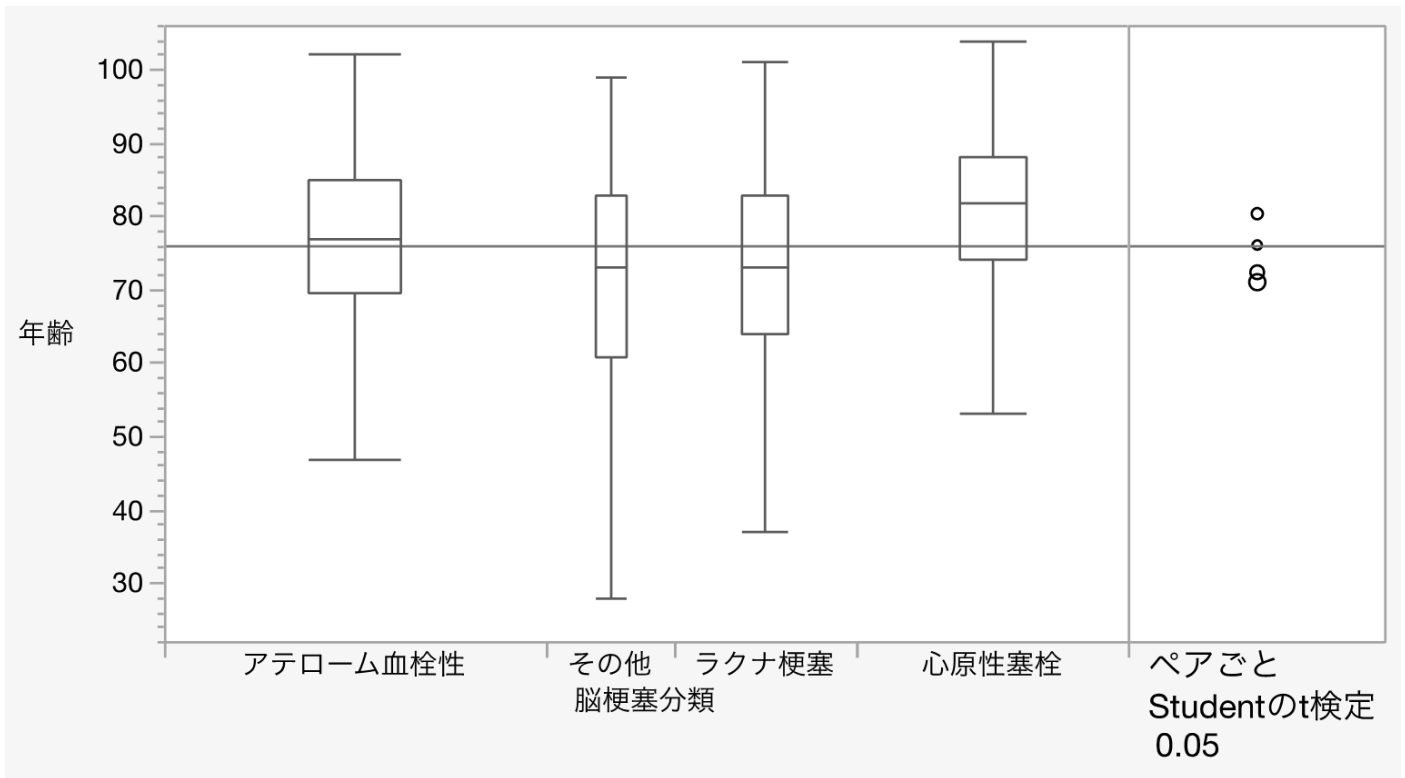 100
90
80
70
60
50
40
30
年齢
アテローム血栓性
その他
ラクナ梗塞
心原性塞栓
脳梗塞分類
ペアごと
Studentのt検定
0.05